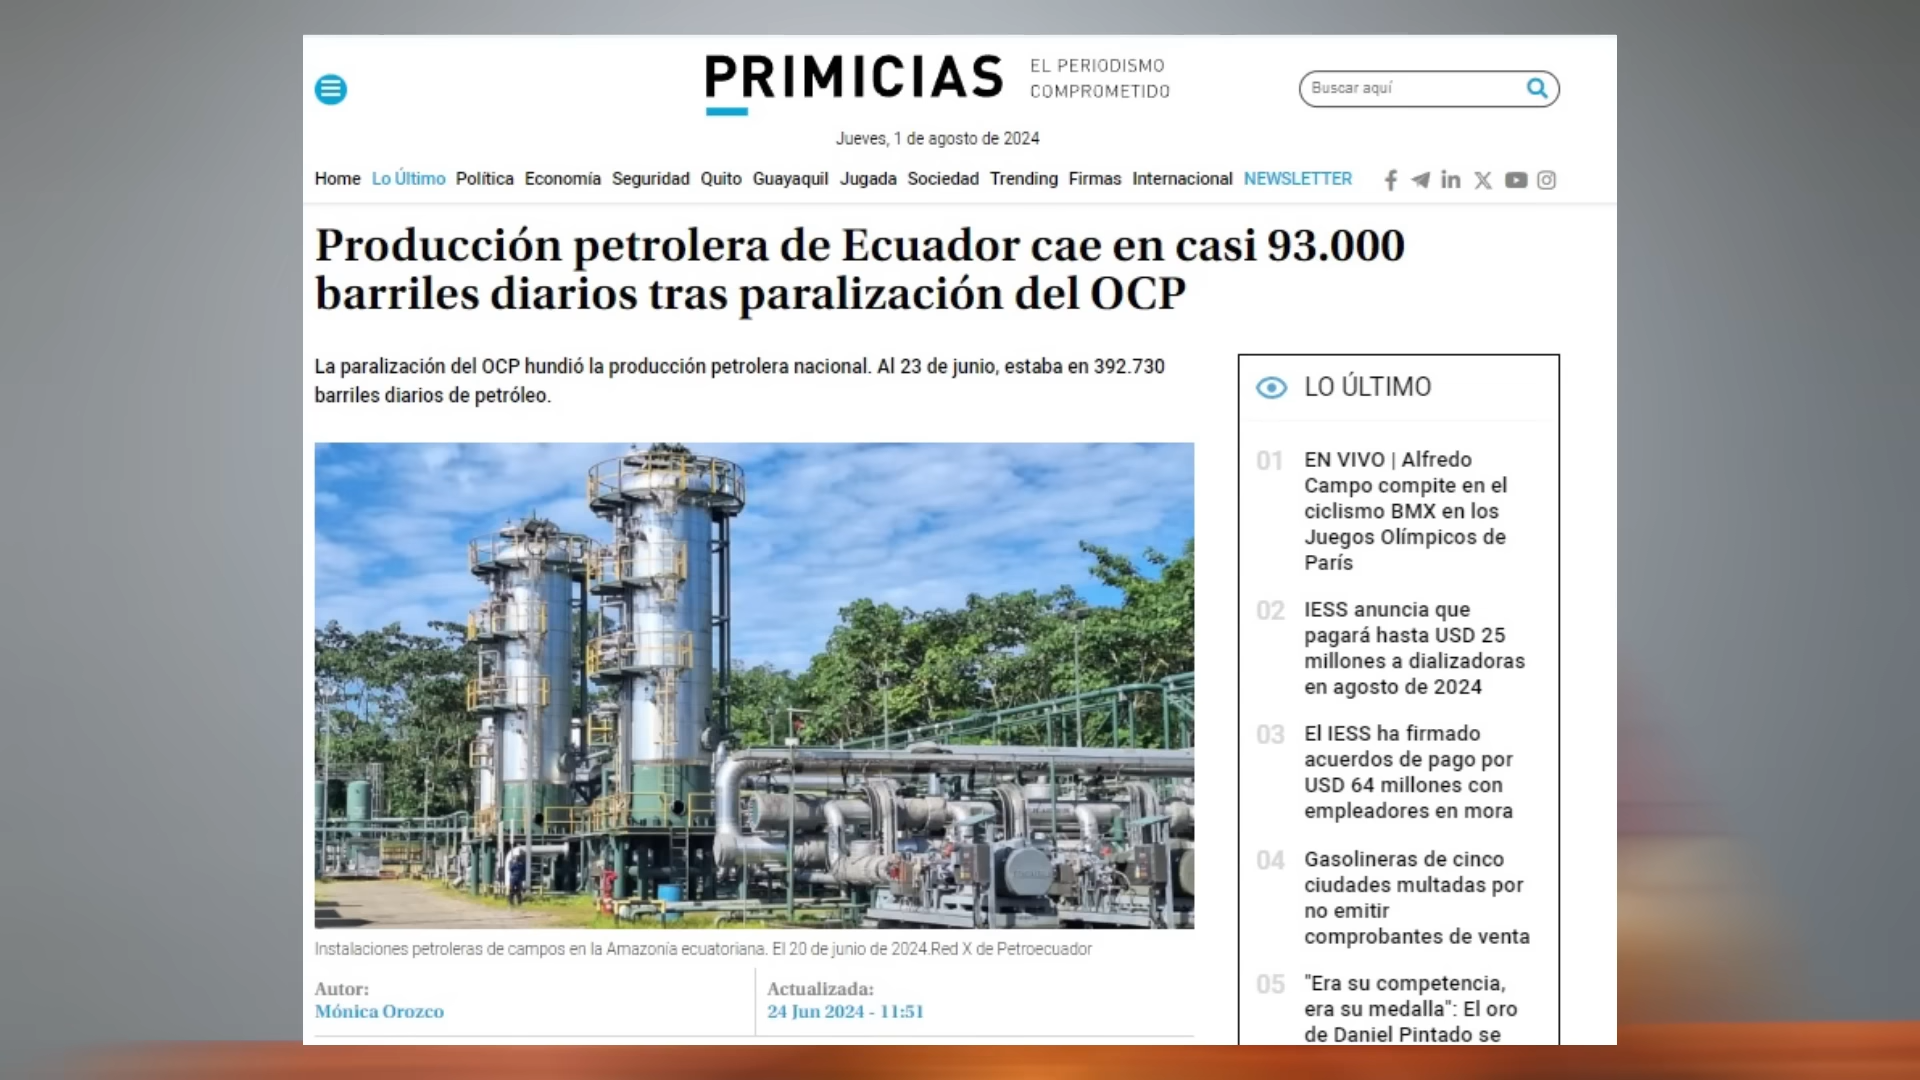 PRIMICIAS
EL PERIODISMO
COMPROMETIDO
Buscar aquí
Jueves, 1 de agosto de 2024
Home Lo Último Política Economía Seguridad Quito Guayaquil Jugada Sociedad Trending Firmas Internacional NEWSLETTER
Producción petrolera de Ecuador cae en casi 93.000
barriles diarios tras paralización del OCP
La paralización del OCP hundió la producción petrolera nacional. Al 23 de junio, estaba en 392.730
barriles diarios de petróleo.
Instalaciones petroleras de campos en la Amazonía ecuatoriana. El 20 de junio de 2024.Red X de Petroecuador
Autor:
Mónica Orozco
Actualizada:
24 Jun 2024 - 11:51
LO ÚLTIMO
01 EN VIVO | Alfredo
Campo compite en el
ciclismo BMX en los
Juegos Olímpicos de
París
02 IESS anuncia que
pagará hasta USD 25
millones a dializadoras
en agosto de 2024
03 El IESS ha firmado
acuerdos de pago por
USD 64 millones con
empleadores en mora
04 Gasolineras de cinco
ciudades multadas por
no emitir
comprobantes de venta
05 "Era su competencia,
era su medalla": El oro
de Daniel Pintado se